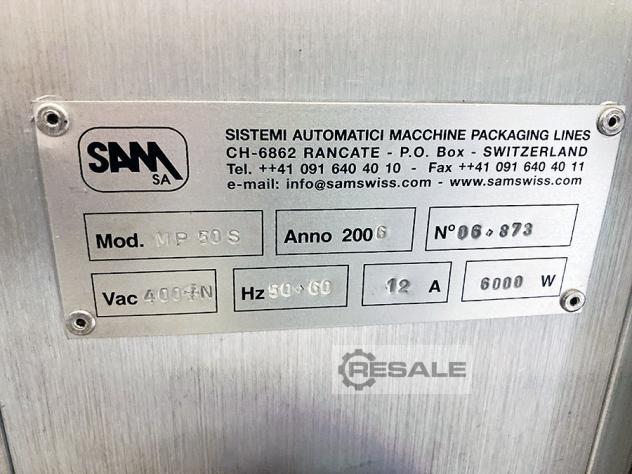 SAM
SA
SISTEMI AUTOMATICI MACCHINE PACKAGING LINES
CH-6862 RANCATE - P.O. Box - SWITZERLAND
Tel. ++41 091 640 40 10 - Fax ++41 091 640 40 11
e-mail: info@samswiss.com - www.samswiss.com
Mod. MP 50 S Anno 2006 N° 06.873
Vac 400+N Hz 50.60 12 A 6000 W
RESALE